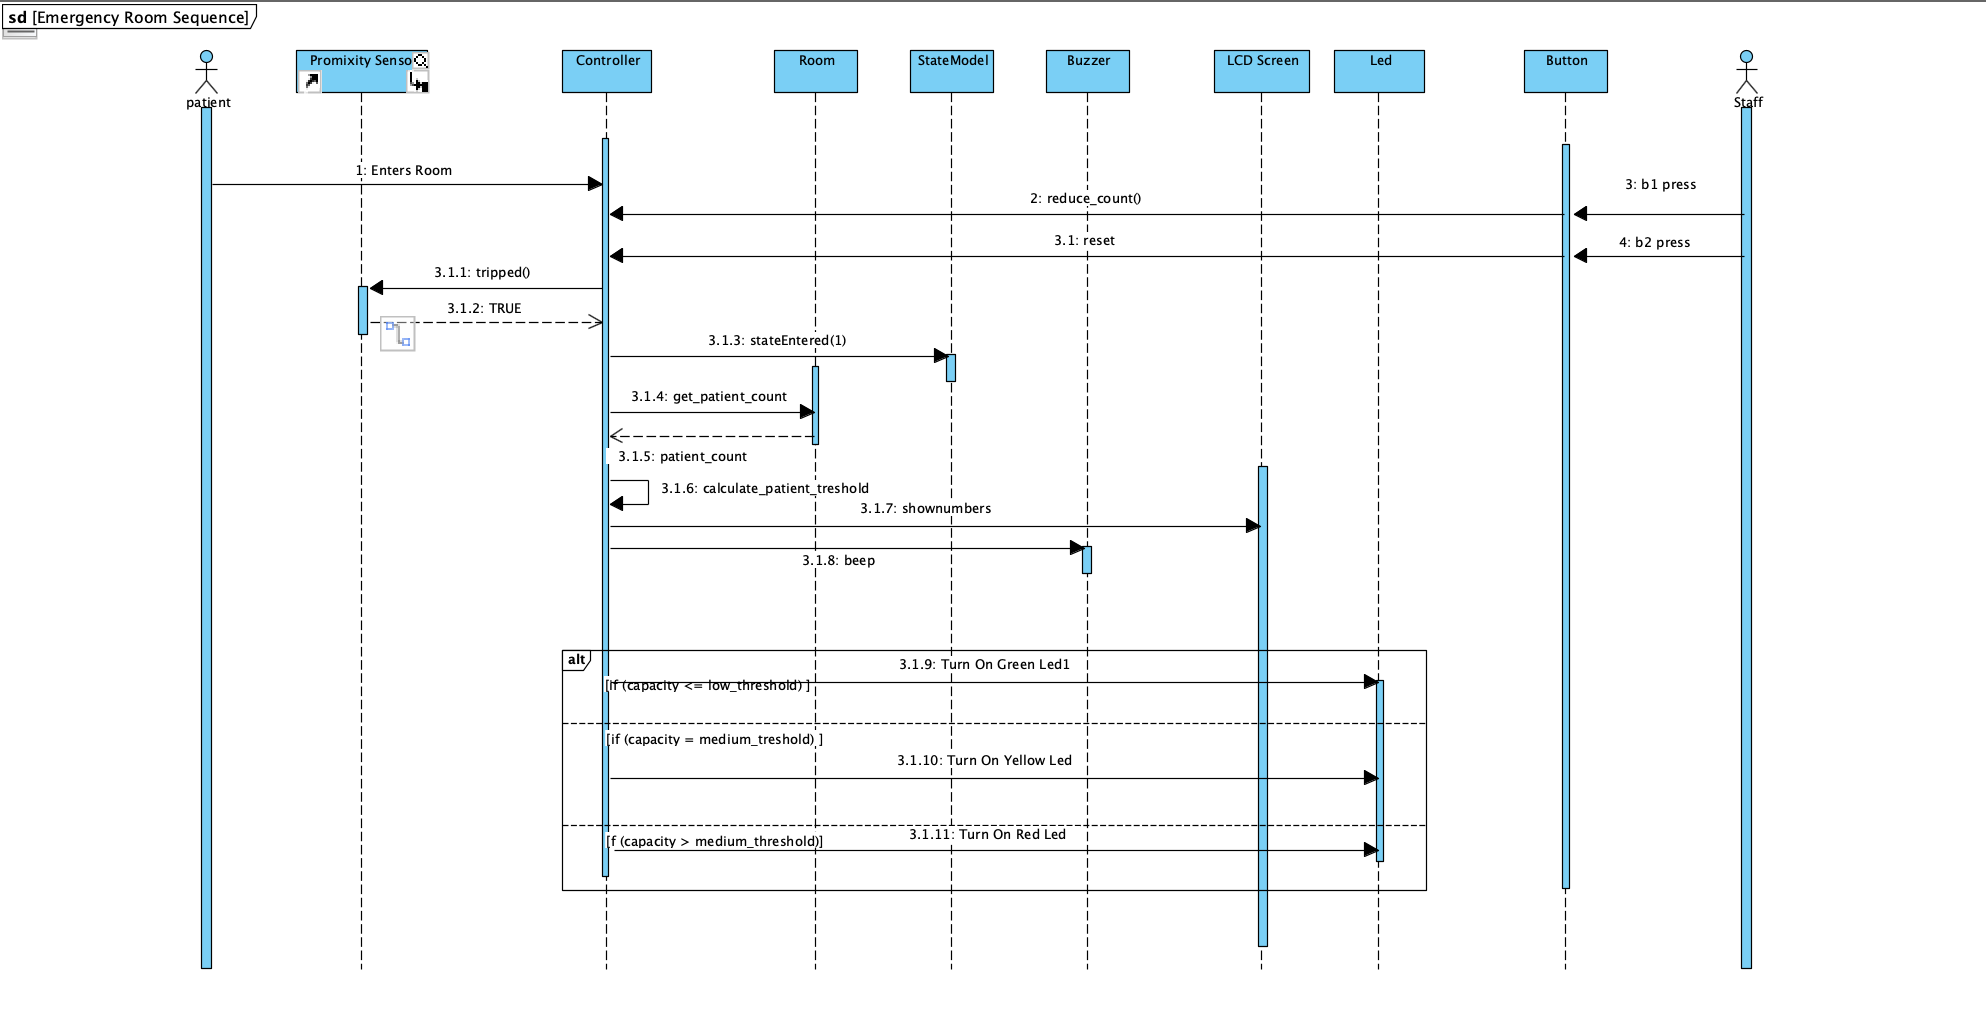 sd [Emergency Room Sequence]
patient
Promixity Senso
Controller
Room
StateModel
Buzzer
LCD Screen
Led
Button
Staff
1: Enters Room
3: b1 press
2: reduce_count()
3.1: reset
4: b2 press
3.1.1: tripped()
3.1.2: TRUE
3.1.3: stateEntered(1)
3.1.4: get_patient_count
3.1.5: patient_count
3.1.6: calculate_patient_treshold
3.1.7: shownumbers
3.1.8: beep
alt
3.1.9: Turn On Green Led1
[if (capacity <= low_threshold) ]
[if (capacity = medium_treshold) ]
3.1.10: Turn On Yellow Led
3.1.11: Turn On Red Led
[f (capacity > medium_threshold)]